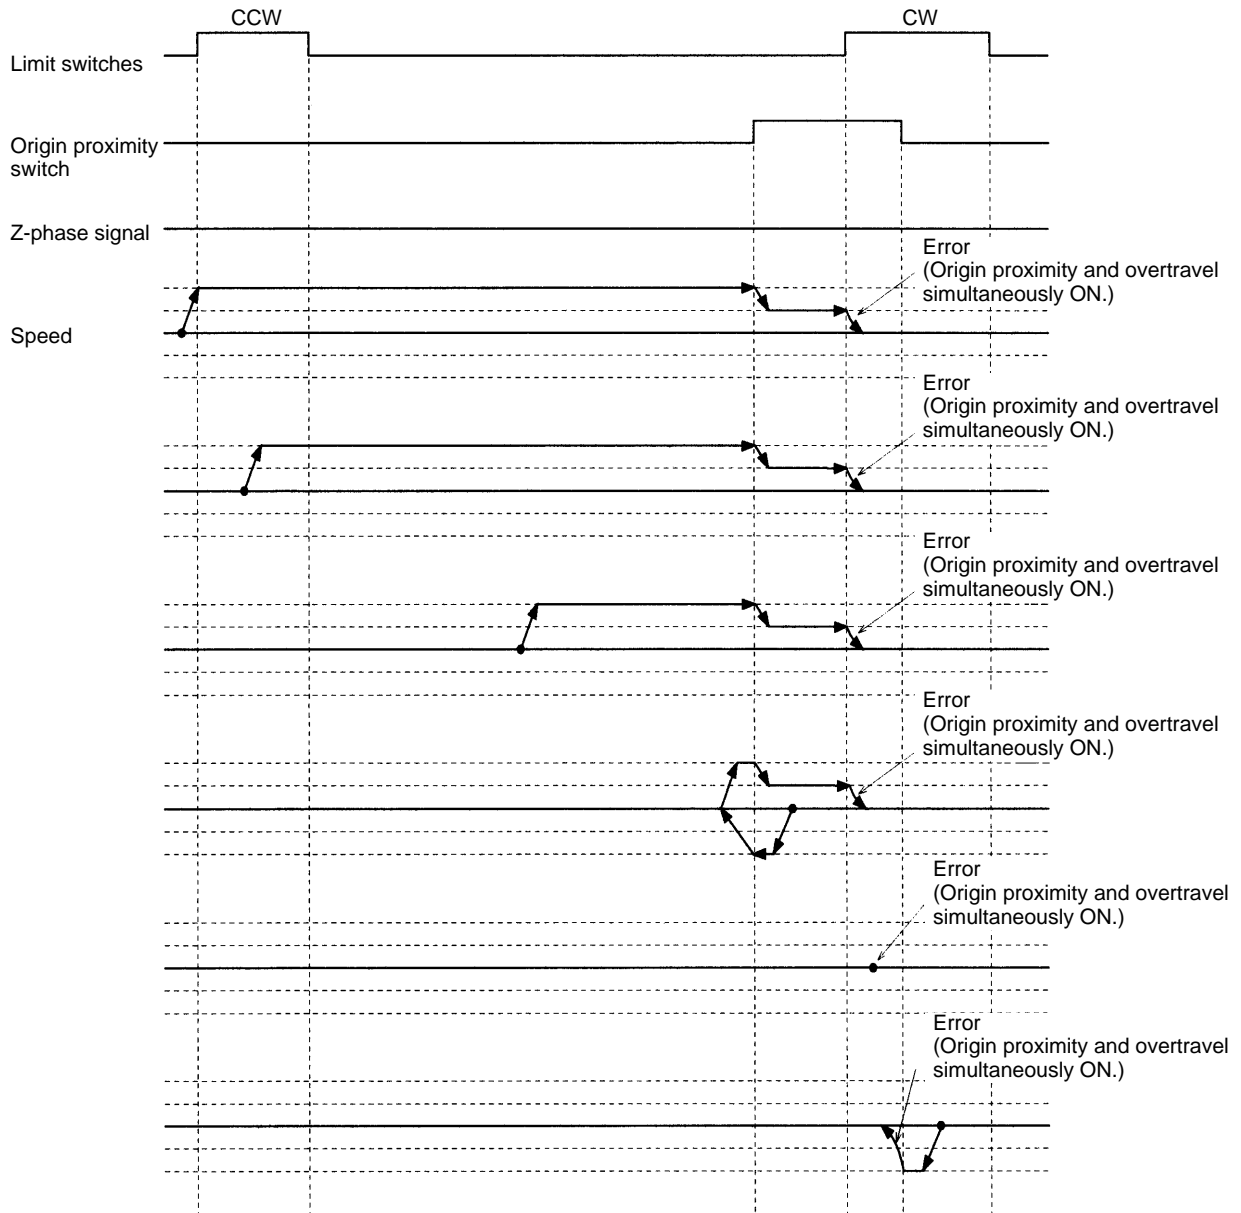 CCW
CW
Limit switches
Origin proximity
switch
Z-phase signal
Error
(Origin proximity and overtravel
simultaneously ON.)
Speed
Error
(Origin proximity and overtravel
simultaneously ON.)
Error
(Origin proximity and overtravel
simultaneously ON.)
Error
(Origin proximity and overtravel
simultaneously ON.)
Error
(Origin proximity and overtravel
simultaneously ON.)
Error
(Origin proximity and overtravel
simultaneously ON.)